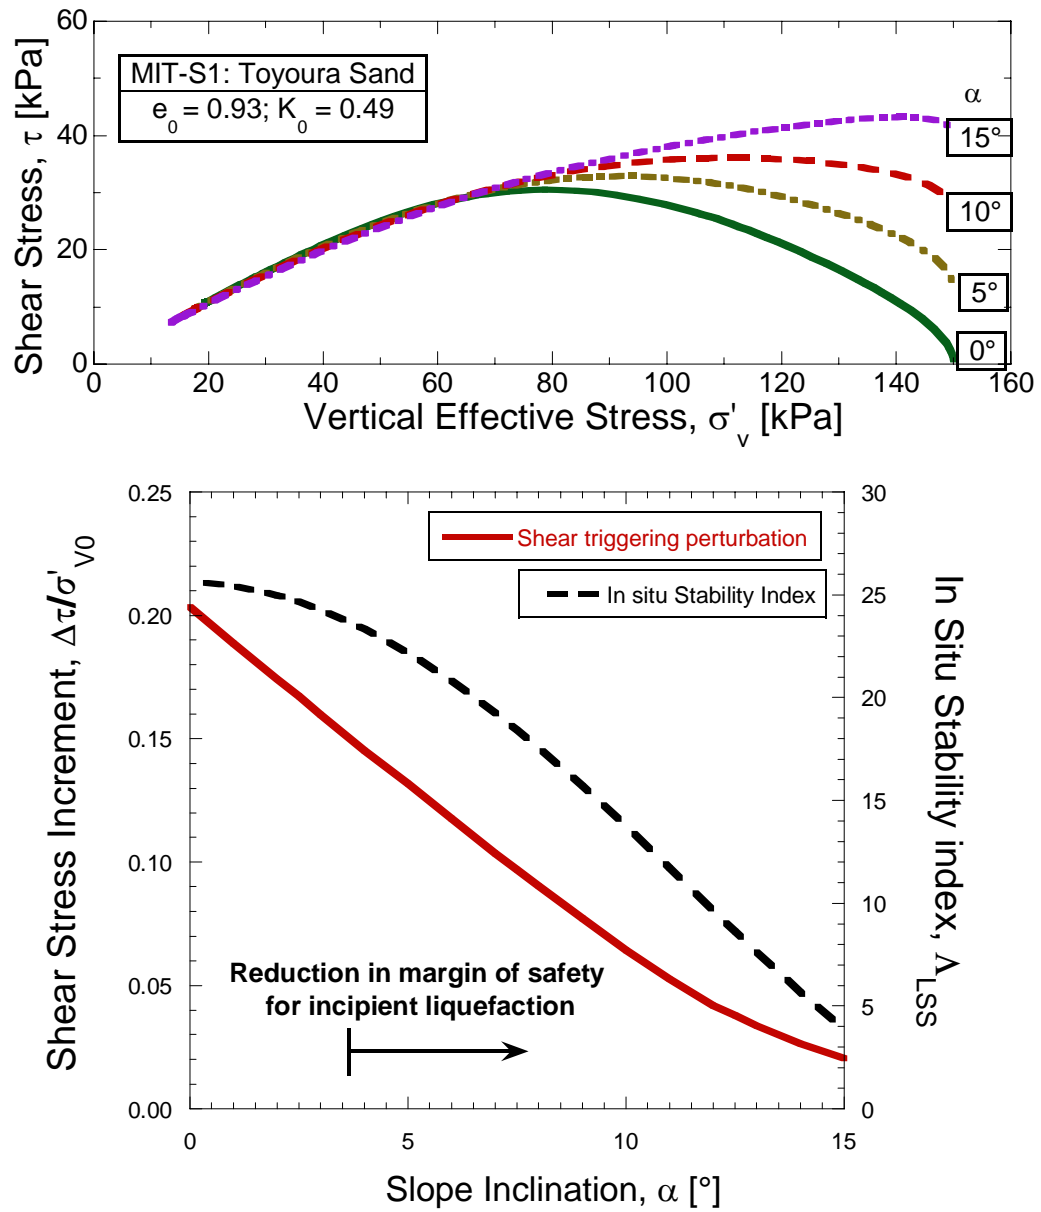 60
40
20
0
Shear Stress, τ [kPa]
MIT-S1: Toyoura Sand
e0 = 0.93; K0 = 0.49
α
15°
10°
5°
0°
0 20 40 60 80 100 120 140 160
Vertical Effective Stress, σ'v [kPa]
0.25
0.20
0.15
0.10
0.05
0.00
Shear Stress Increment, Δτ/σ'V0
Shear triggering perturbation
In situ Stability Index
Reduction in margin of safety
for incipient liquefaction
30
25
20
15
10
5
0
In Situ Stability index, ΛLSS
0 5 10 15
Slope Inclination, α [°]